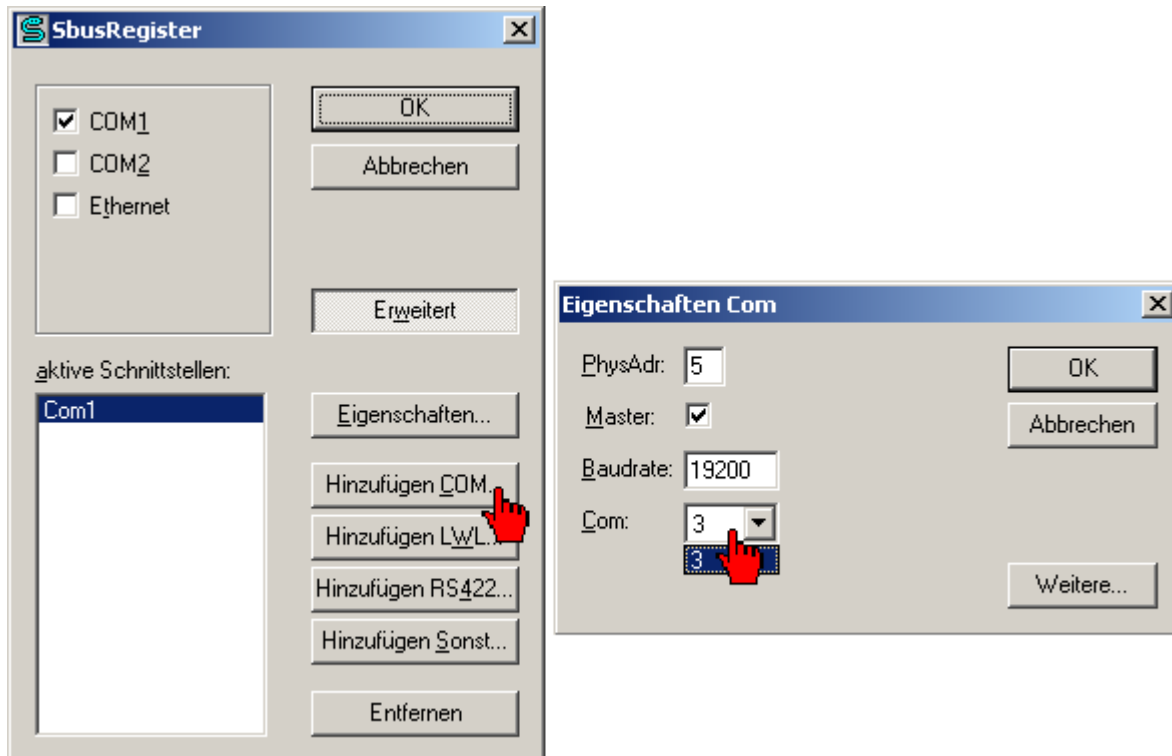 SbusRegister
COM1
COM2
Ethernet
OK
Abbrechen
Erweitert
aktive Schnittstellen:
Com1
Eigenschaften...
Hinzufügen COM...
Hinzufügen LWL...
Hinzufügen RS422...
Hinzufügen Sonst...
Entfernen
Eigenschaften Com
PhysAdr: 5
Master:
Baudrate: 19200
Com: 3
3
OK
Abbrechen
Weitere...